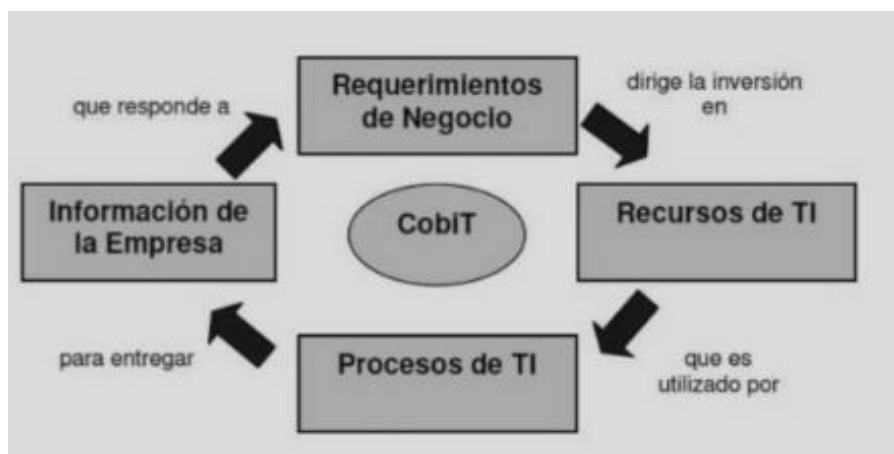 Requerimientos
de Negocio
que responde a
dirige la inversión
en
Información de
la Empresa
CobiT
Recursos de TI
para entregar
Procesos de TI
que es
utilizado por